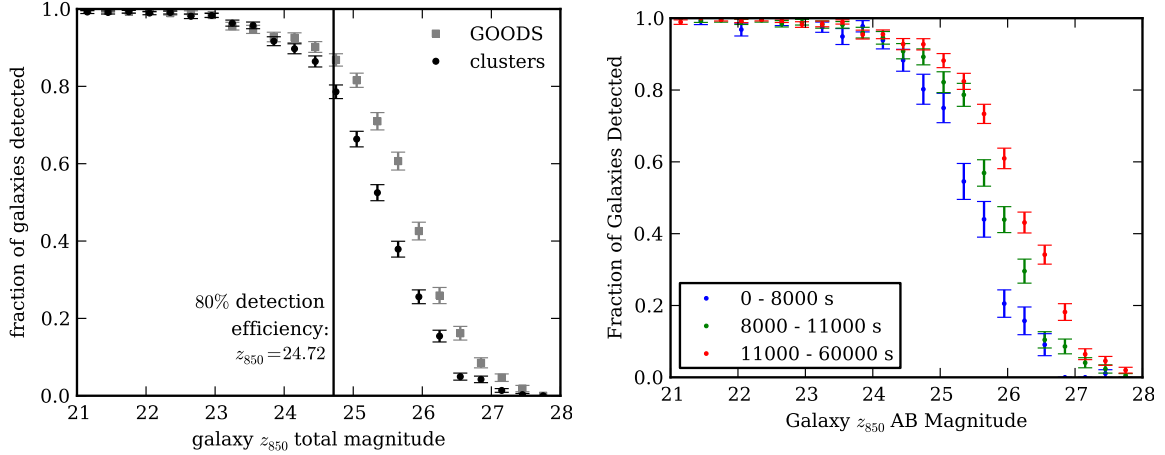 1.0
0.8
0.6
0.4
0.2
0.0
fraction of galaxies detected
GOODS
clusters
80% detection
efficiency:
z850=24.72
21 22 23 24 25 26 27 28
galaxy z850 total magnitude
1.0
0.8
0.6
0.4
0.2
0.0
Fraction of Galaxies Detected
0 - 8000 s
8000 - 11000 s
11000 - 60000 s
21 22 23 24 25 26 27 28
Galaxy z850 AB Magnitude